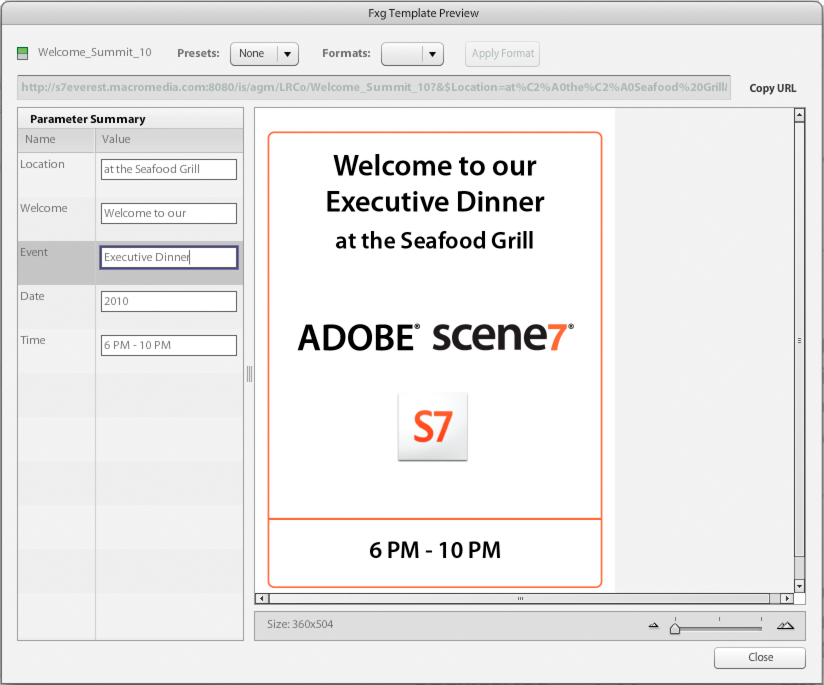 Fxg Template Preview
Welcome_Summit_10 Presets: None Formats: Apply Format
http://s7everest.macromedia.com:8080/is/agm/LRCo/Welcome_Summit_10?&$Location=at%C2%A0the%C2%A0Seafood%20Grill& Copy URL
Parameter Summary
Name Value
Location at the Seafood Grill
Welcome Welcome to our
Event Executive Dinner
Date 2010
Time 6 PM - 10 PM
Welcome to our
Executive Dinner
at the Seafood Grill
ADOBE® scene7®
S7
6 PM - 10 PM
Size: 360x504
Close